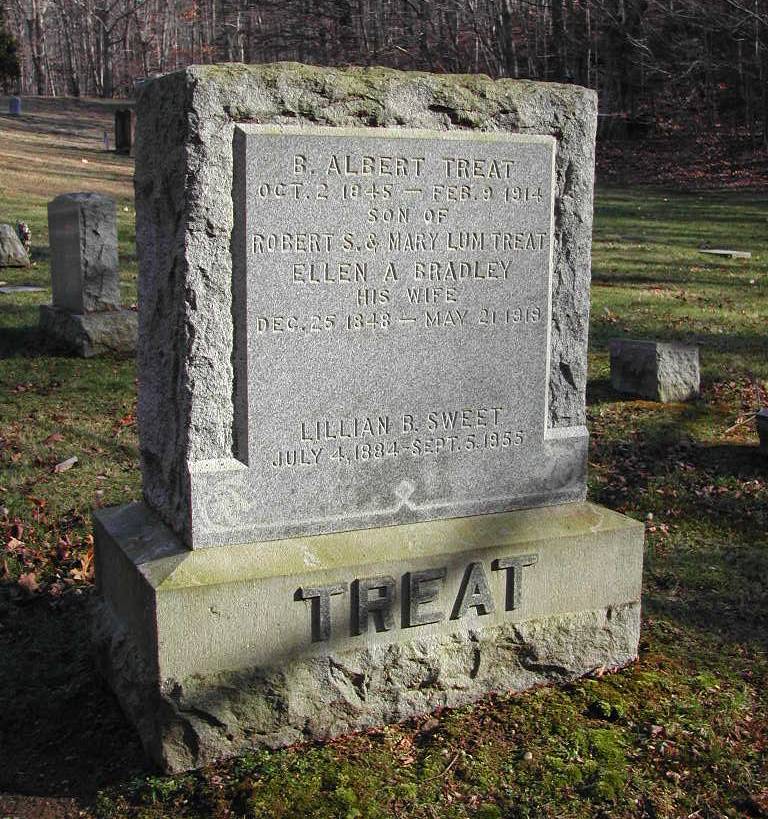 B. ALBERT TREAT
OCT. 2 1845 — FEB. 9 1914
SON OF
ROBERT S. & MARY LUM TREAT
ELLEN A BRADLEY
HIS WIFE
DEC. 25 1848 — MAY 21 1919
LILLIAN B. SWEET
JULY 4, 1884 - SEPT. 5, 1955
TREAT